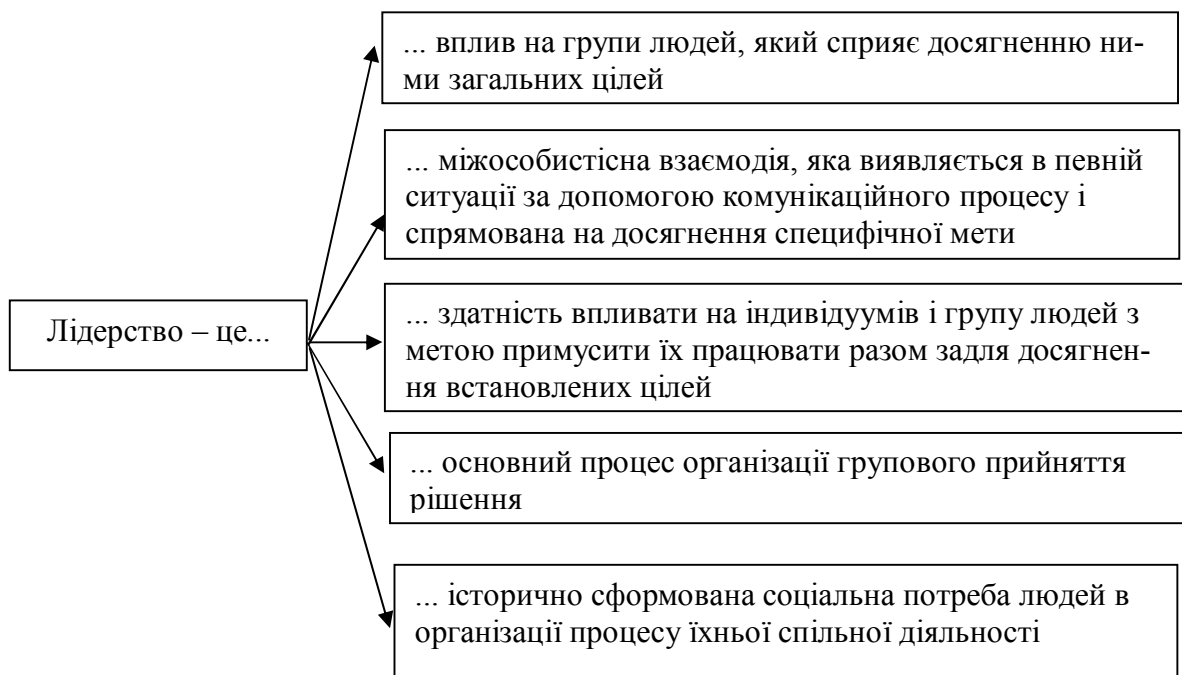 ... вплив на групи людей, який сприяє досягненню ни-
ми загальних цілей
... міжособистісна взаємодія, яка виявляється в певній
ситуації за допомогою комунікаційного процесу і
спрямована на досягнення специфічної мети
Лідерство – це...
... здатність впливати на індивідуумів і групу людей з
метою примусити їх працювати разом задля досягнен-
ня встановлених цілей
... основний процес організації групового прийняття
рішення
... історично сформована соціальна потреба людей в
організації процесу їхньої спільної діяльності